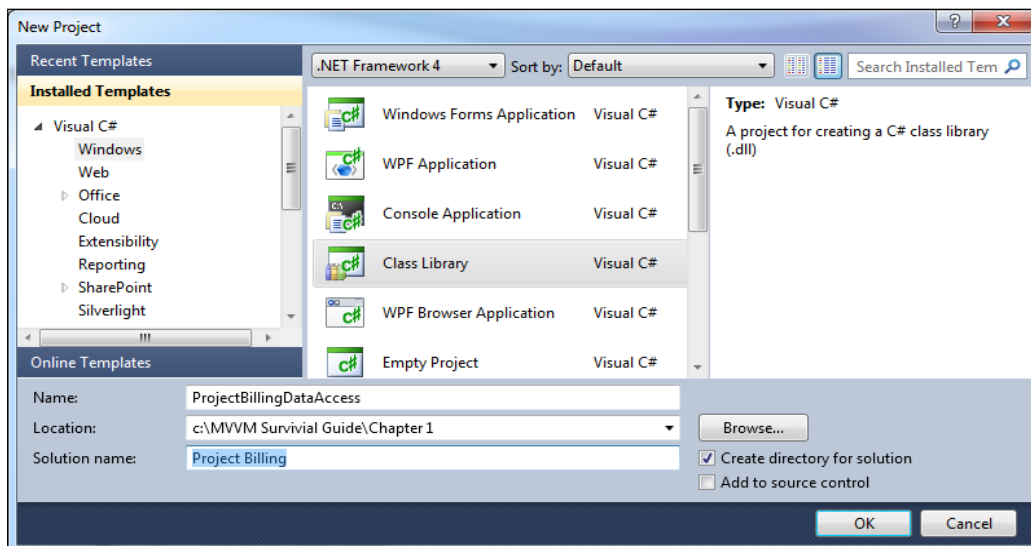 New Project
Recent Templates
Installed Templates
Visual C#
Windows
Web
Office
Cloud
Extensibility
Reporting
SharePoint
Silverlight
Online Templates
.NET Framework 4
Sort by: Default
Search Installed Tem
Windows Forms Application Visual C#
WPF Application Visual C#
Console Application Visual C#
Class Library Visual C#
WPF Browser Application Visual C#
Empty Project Visual C#
Type: Visual C#
A project for creating a C# class library
(.dll)
Name: ProjectBillingDataAccess
Location: c:\MVVM Survivial Guide\Chapter 1
Browse...
Solution name: Project Billing
Create directory for solution
Add to source control
OK Cancel